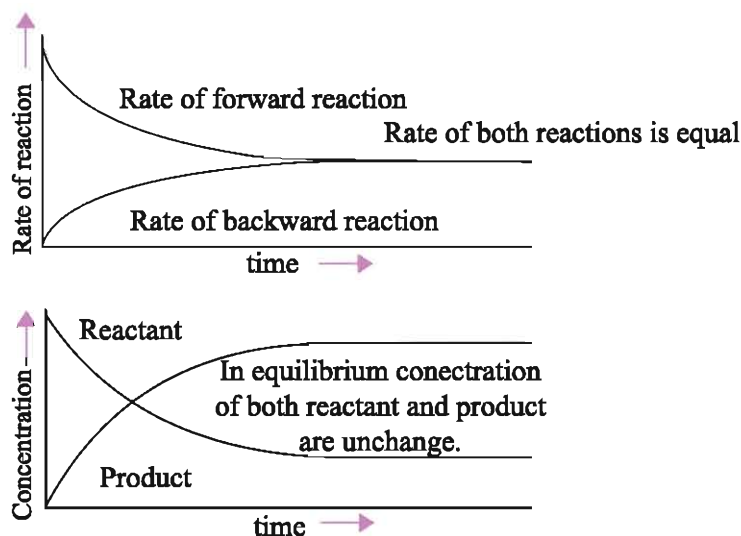 Rate of reaction
Rate of forward reaction
Rate of both reactions is equal
Rate of backward reaction
time
Concentration
Reactant
In equilibrium conectration
of both reactant and product
are unchange.
Product
time